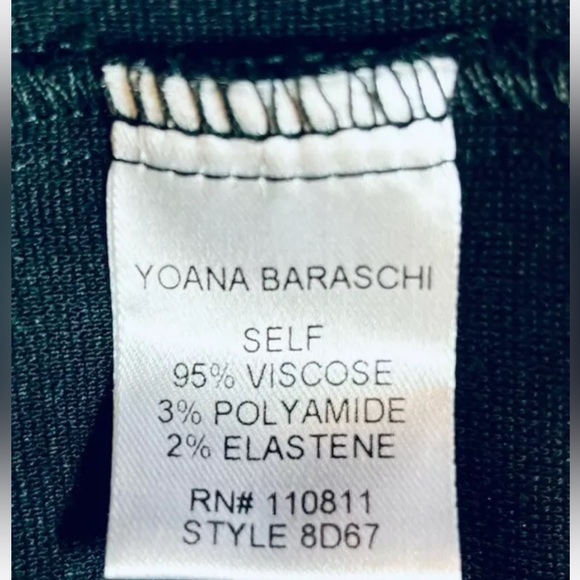 YOANA BARASCHI
SELF
95% VISCOSE
3% POLYAMIDE
2% ELASTENE
RN# 110811
STYLE 8D67